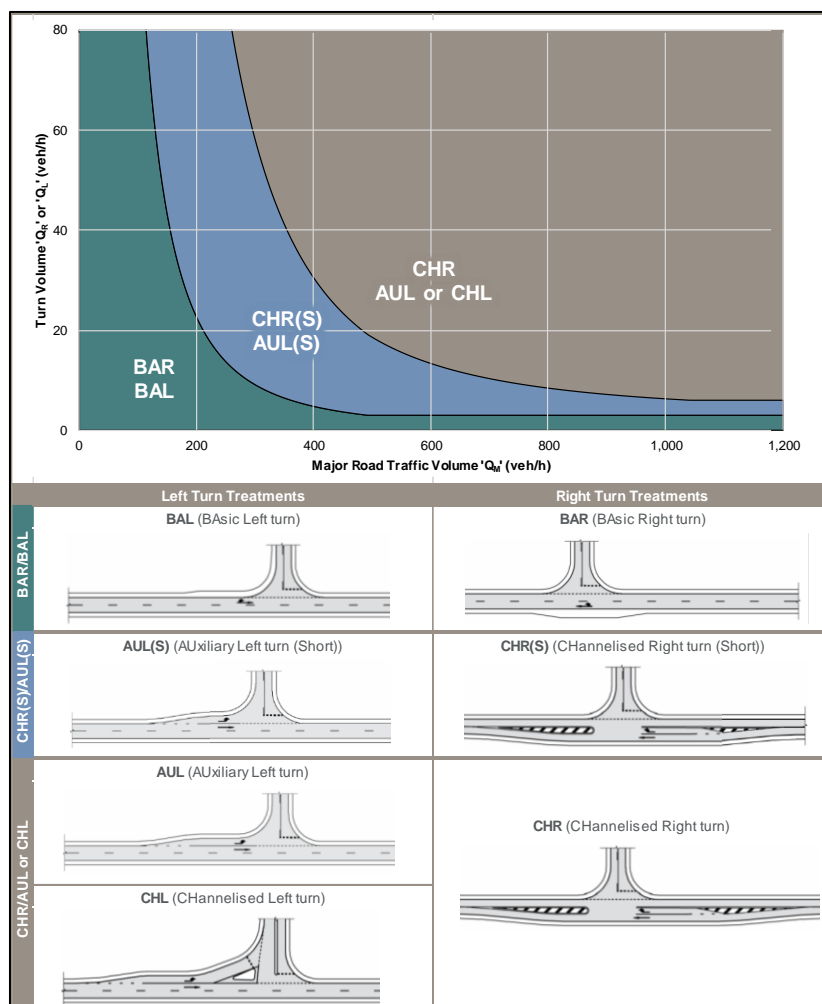 80
60
40
20
0
Turn Volume 'Q_R' or 'Q_L' (veh/h)
CHR
AUL or CHL
CHR(S)
AUL(S)
BAR
BAL
0 200 400 600 800 1,000 1,200
Major Road Traffic Volume 'Q_M' (veh/h)
Left Turn Treatments Right Turn Treatments
BAR/BAL
BAL (BAsic Left turn)
BAR (BAsic Right turn)
CHR(S)/AUL(S)
AUL(S) (AUxiliary Left turn (Short))
CHR(S) (CHannelised Right turn (Short))
CHR/AUL or CHL
AUL (AUxiliary Left turn)
CHR (CHannelised Right turn)
CHL (CHannelised Left turn)